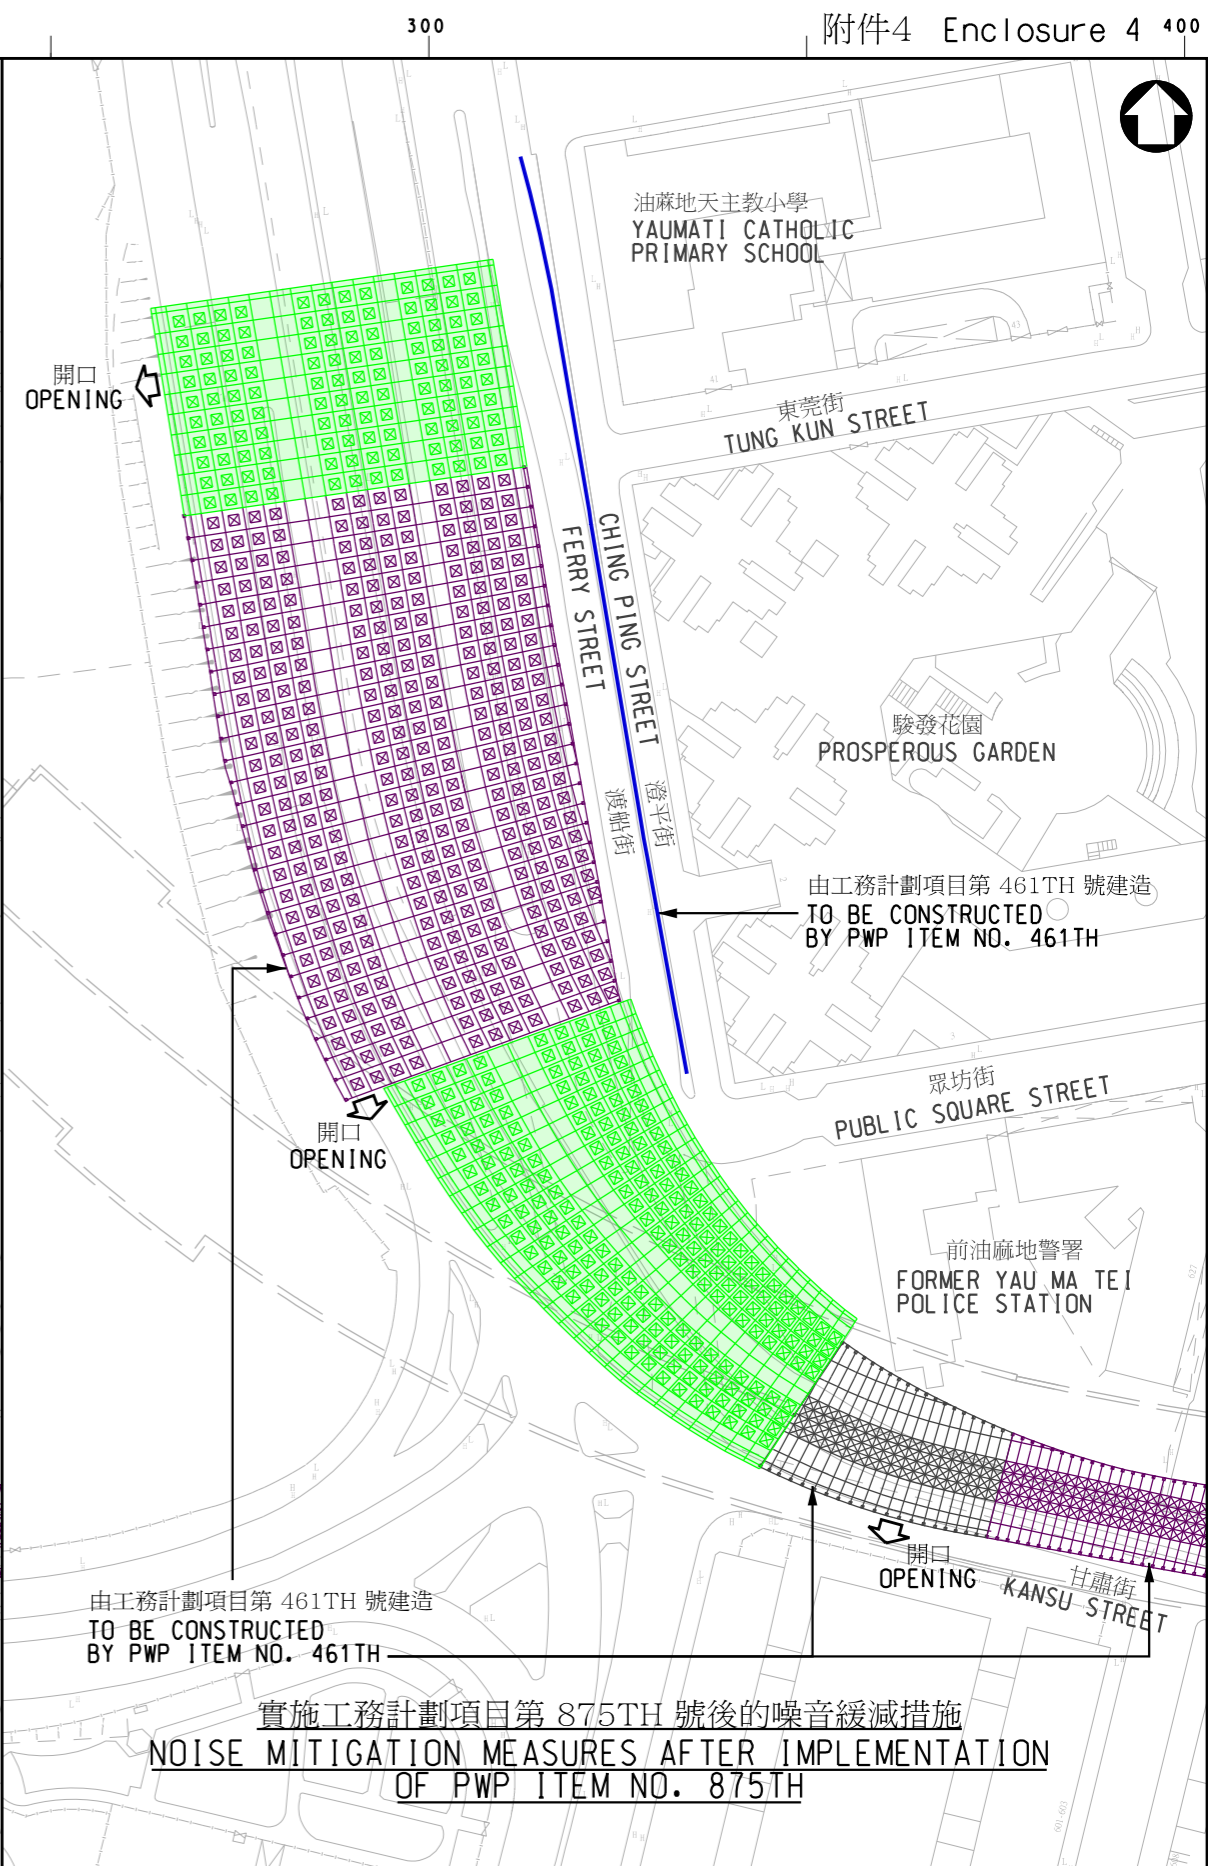 300
附件4 Enclosure 4
400
油蔴地天主教小學
YAUMATI CATHOLIC
PRIMARY SCHOOL
開口
OPENING
東莞街
TUNG KUN STREET
43
41
CHING PING STREET
FERRY STREET
駿發花園
PROSPEROUS GARDEN
渡船街
澄平街
由工務計劃項目第 461TH 號建造
TO BE CONSTRUCTED
BY PWP ITEM NO. 461TH
眾坊街
PUBLIC SQUARE STREET
開口
OPENING
前油麻地警署
FORMER YAU MA TEI
POLICE STATION
627
開口
OPENING
甘肅街
KANSU STREET
由工務計劃項目第 461TH 號建造
TO BE CONSTRUCTED
BY PWP ITEM NO. 461TH
601-603
實施工務計劃項目第 875TH 號後的噪音緩減措施
NOISE MITIGATION MEASURES AFTER IMPLEMENTATION
OF PWP ITEM NO. 875TH